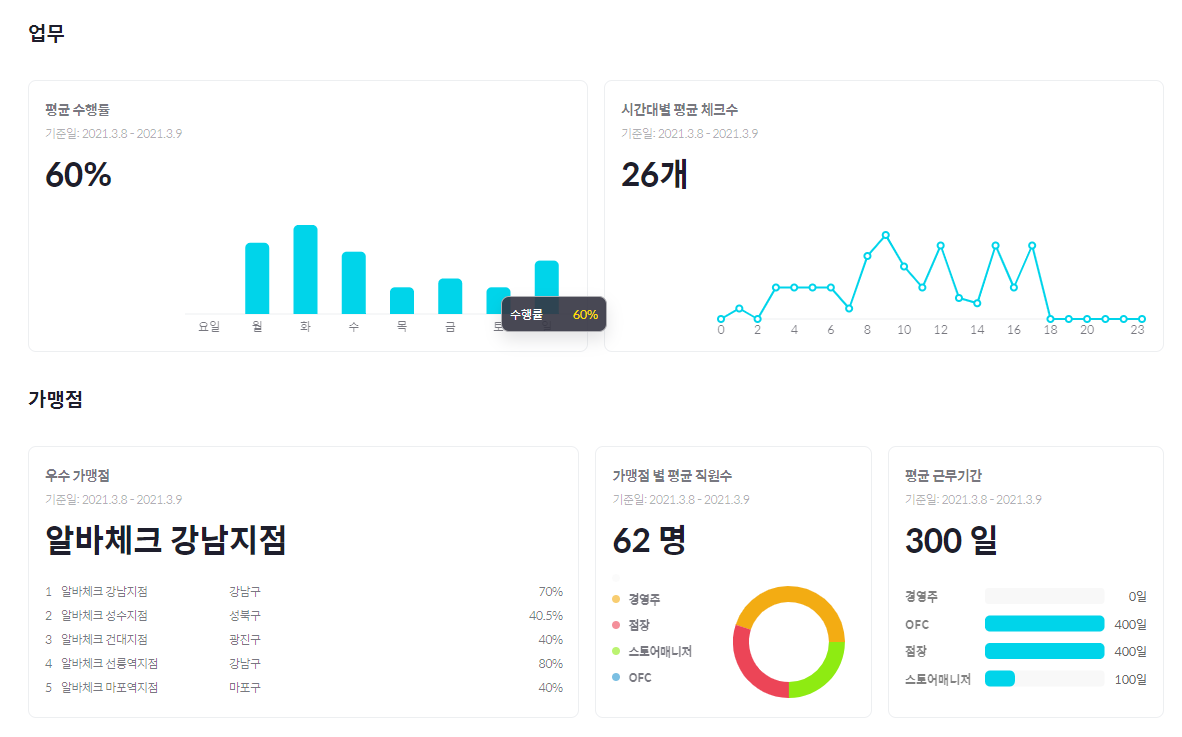 업무
평균 수행률
기준일: 2021.3.8 - 2021.3.9
60%
요일 월 화 수 목 금 토
수행률 60%
시간대별 평균 체크수
기준일: 2021.3.8 - 2021.3.9
26개
0 2 4 6 8 10 12 14 16 18 20 23
가맹점
우수 가맹점
기준일: 2021.3.8 - 2021.3.9
알바체크 강남지점
1 알바체크 강남지점 강남구 70%
2 알바체크 성수지점 성북구 40.5%
3 알바체크 건대지점 광진구 40%
4 알바체크 선릉역지점 강남구 80%
5 알바체크 마포역지점 마포구 40%
가맹점 별 평균 직원수
기준일: 2021.3.8 - 2021.3.9
62 명
경영주
점장
스토어매니저
OFC
평균 근무기간
기준일: 2021.3.8 - 2021.3.9
300 일
경영주 0일
OFC 400일
점장 400일
스토어매니저 100일